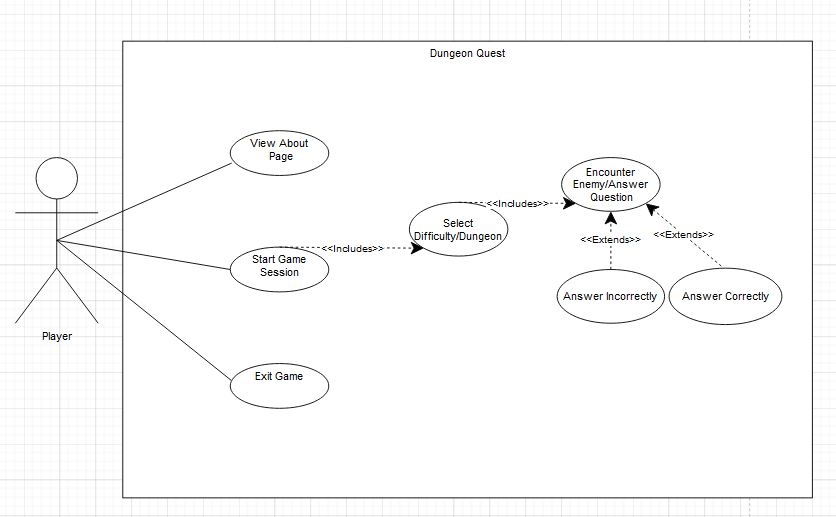 Dungeon Quest
View About
Page
Encounter
Enemy/Answer
Question
<<Includes>>
Select
Difficulty/Dungeon
<<Extends>>
<<Extends>>
<<Includes>>
Start Game
Session
Answer Incorrectly
Answer Correctly
Player
Exit Game